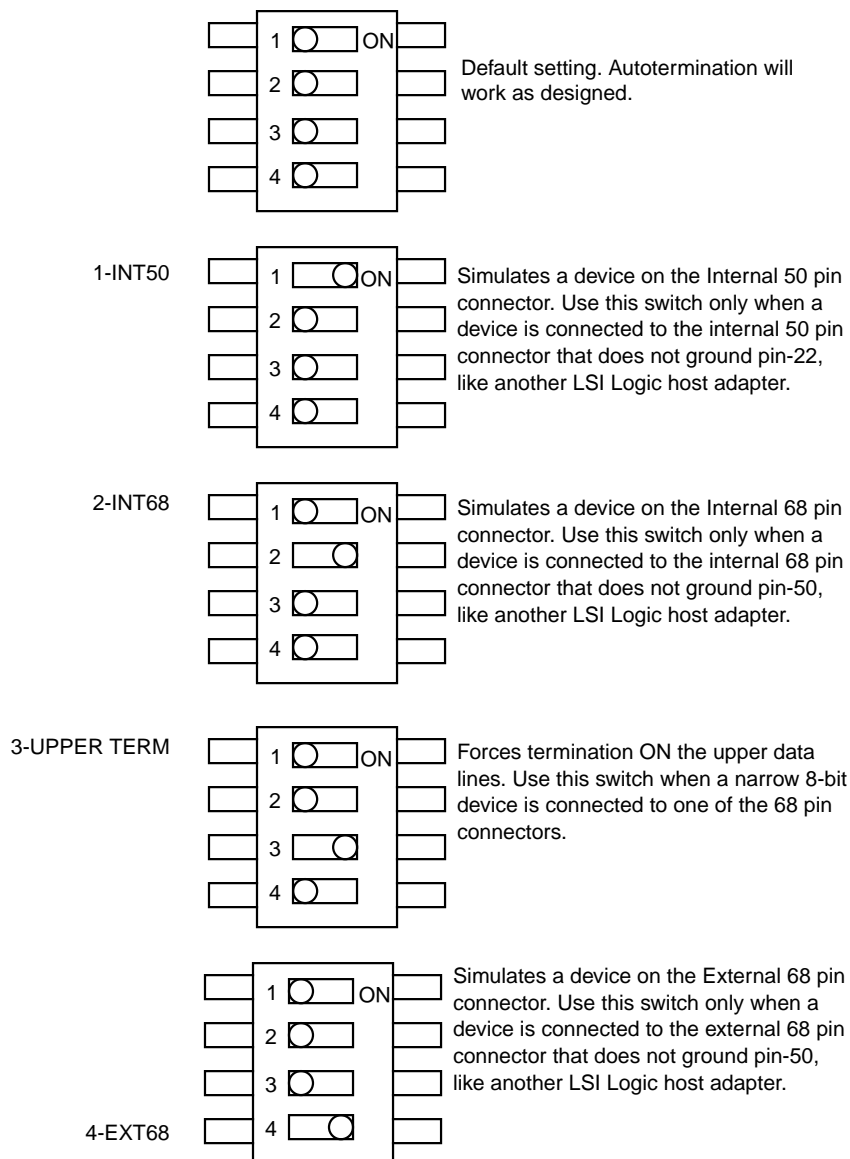 1 ON
2
3
4
Default setting. Autotermination will
work as designed.
1-INT50
1 ON
2
3
4
Simulates a device on the Internal 50 pin
connector. Use this switch only when a
device is connected to the internal 50 pin
connector that does not ground pin-22,
like another LSI Logic host adapter.
2-INT68
1 ON
2
3
4
Simulates a device on the Internal 68 pin
connector. Use this switch only when a
device is connected to the internal 68 pin
connector that does not ground pin-50,
like another LSI Logic host adapter.
3-UPPER TERM
1 ON
2
3
4
Forces termination ON the upper data
lines. Use this switch when a narrow 8-bit
device is connected to one of the 68 pin
connectors.
1 ON
2
3
4
4-EXT68
Simulates a device on the External 68 pin
connector. Use this switch only when a
device is connected to the external 68 pin
connector that does not ground pin-50,
like another LSI Logic host adapter.